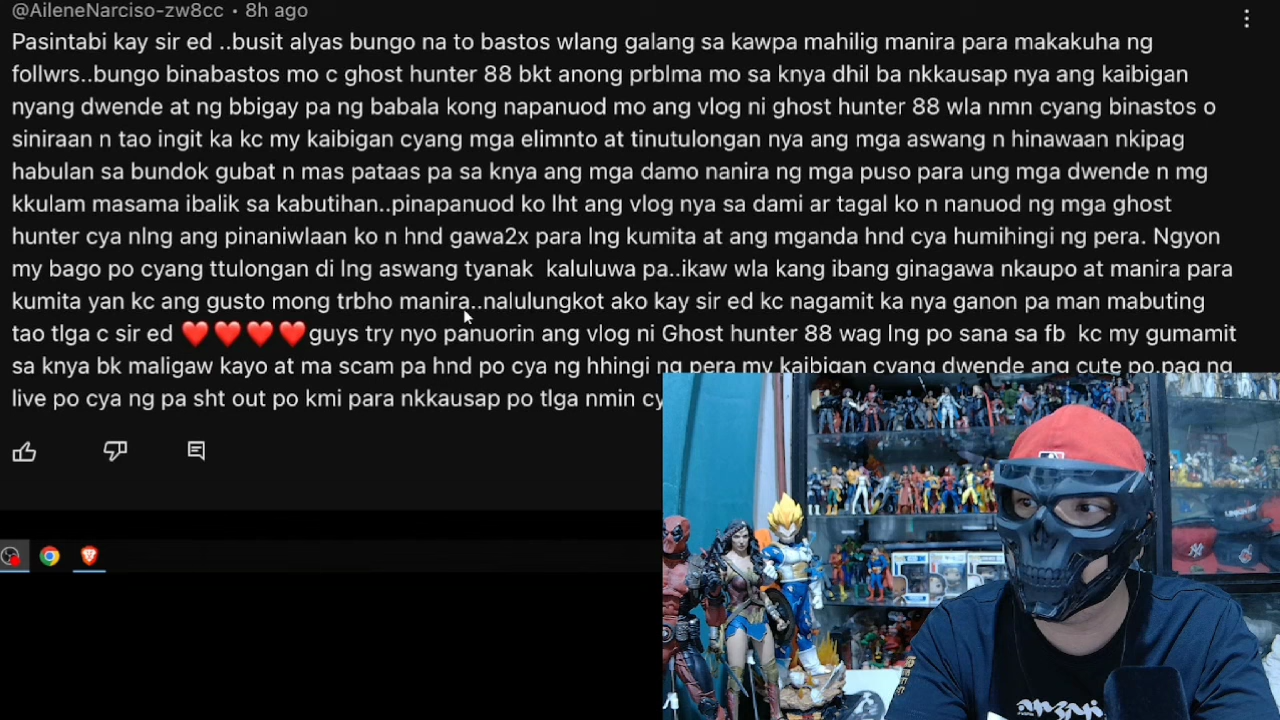 @AileneNarciso-zw8cc • 8h ago
Pasintabi kay sir ed ..busit alyas bungo na to bastos wlang galang sa kawpa mahilig manira para makakuha ng
follwrs..bungo binabastos mo c ghost hunter 88 bkt anong prblma mo sa knya dhil ba nkkausap nya ang kaibigan
nyang dwende at ng bbigay pa ng babala kong napanuod mo ang vlog ni ghost hunter 88 wla nmn cyang binastos o
siniraan n tao ingit ka kc my kaibigan cyang mga elimnto at tinutulongan nya ang mga aswang n hinawaan nkipag
habulan sa bundok gubat n mas pataas pa sa knya ang mga damo nanira ng mga puso para ung mga dwende n mg
kkulam masama ibalik sa kabutihan..pinapanuod ko lht ang vlog nya sa dami ar tagal ko n nanuod ng mga ghost
hunter cya nlng ang pinaniwlaan ko n hnd gawa2x para lng kumita at ang mganda hnd cya humihingi ng pera. Ngyon
my bago po cyang ttulongan di lng aswang tyanak kaluluwa pa..ikaw wla kang ibang ginagawa nkaupo at manira para
kumita yan kc ang gusto mong trbho manira..nalulungkot ako kay sir ed kc nagamit ka nya ganon pa man mabuting
tao tlga c sir ed ❤️❤️❤️❤️guys try nyo panuorin ang vlog ni Ghost hunter 88 wag lng po sana sa fb kc my gumamit
sa knya bk maligaw kayo at ma scam pa hnd po cya ng hhingi ng pera my kaibigan cyang dwende ang cute po.pag ng
live po cya ng pa sht out po kmi para nkkausap po tlga nmin cy